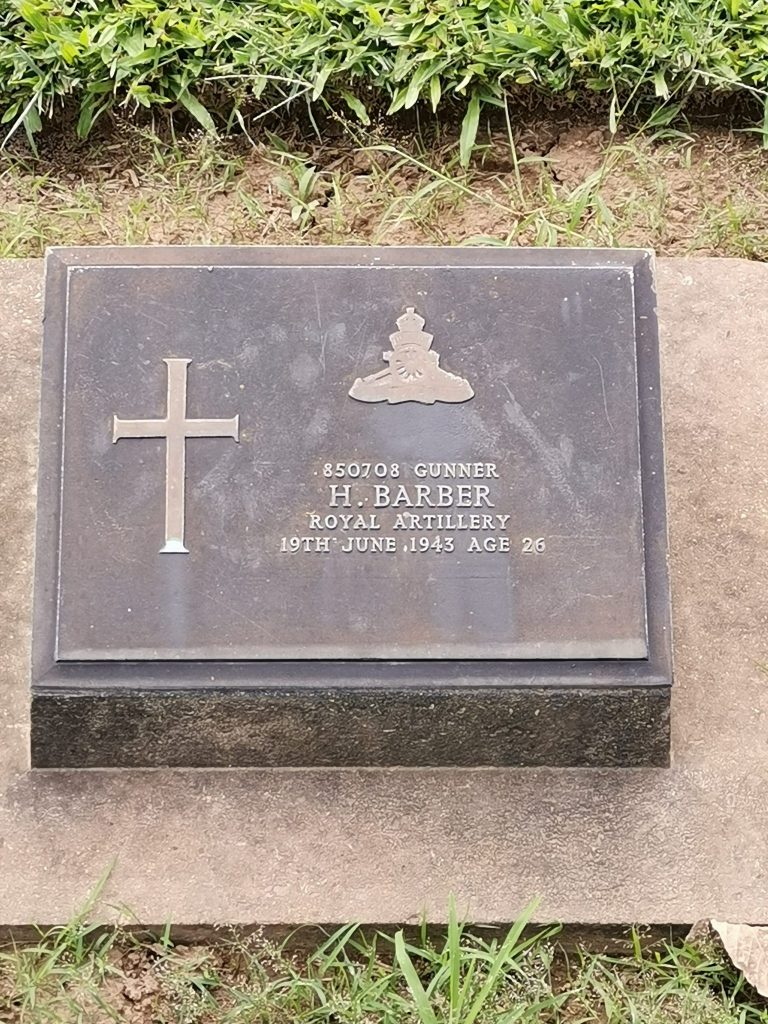 850708 GUNNER
H. BARBER
ROYAL ARTILLERY
19TH JUNE 1943 AGE 26